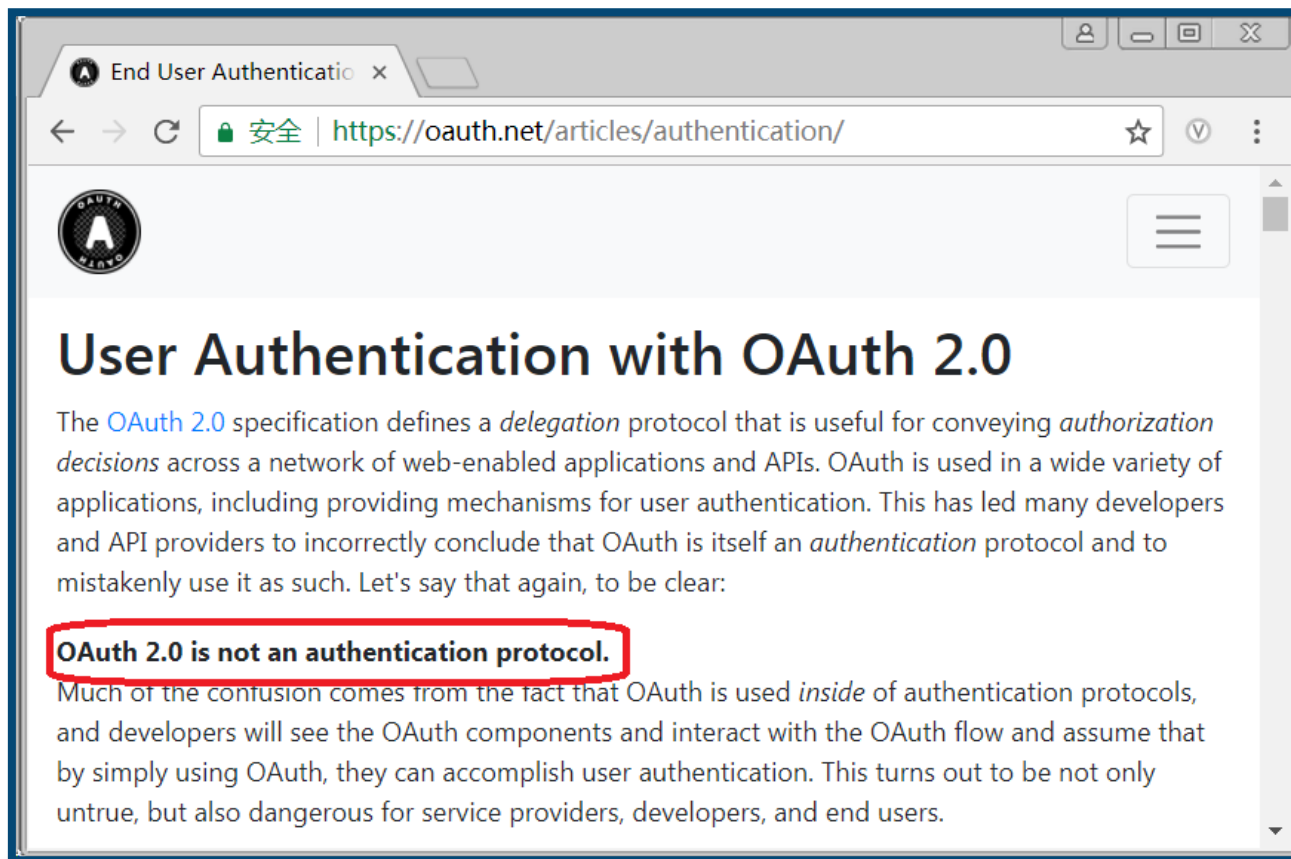 End User Authenticatio
安全 | https://oauth.net/articles/authentication/
OAUTH
A
OAUTH
User Authentication with OAuth 2.0
The OAuth 2.0 specification defines a delegation protocol that is useful for conveying authorization
decisions across a network of web-enabled applications and APIs. OAuth is used in a wide variety of
applications, including providing mechanisms for user authentication. This has led many developers
and API providers to incorrectly conclude that OAuth is itself an authentication protocol and to
mistakenly use it as such. Let's say that again, to be clear:
OAuth 2.0 is not an authentication protocol.
Much of the confusion comes from the fact that OAuth is used inside of authentication protocols,
and developers will see the OAuth components and interact with the OAuth flow and assume that
by simply using OAuth, they can accomplish user authentication. This turns out to be not only
untrue, but also dangerous for service providers, developers, and end users.